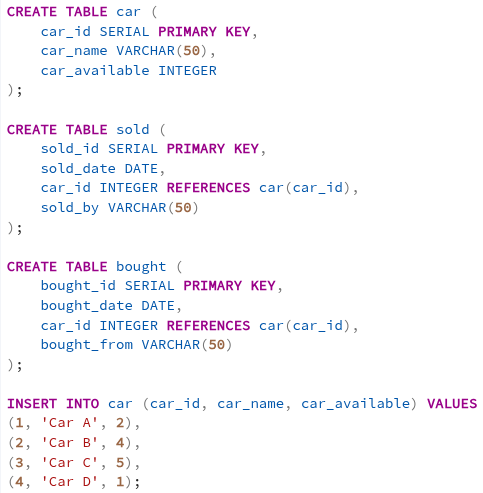 CREATE TABLE car (
    car_id SERIAL PRIMARY KEY,
    car_name VARCHAR(50),
    car_available INTEGER
);

CREATE TABLE sold (
    sold_id SERIAL PRIMARY KEY,
    sold_date DATE,
    car_id INTEGER REFERENCES car(car_id),
    sold_by VARCHAR(50)
);

CREATE TABLE bought (
    bought_id SERIAL PRIMARY KEY,
    bought_date DATE,
    car_id INTEGER REFERENCES car(car_id),
    bought_from VARCHAR(50)
);

INSERT INTO car (car_id, car_name, car_available) VALUES
(1, 'Car A', 2),
(2, 'Car B', 4),
(3, 'Car C', 5),
(4, 'Car D', 1);